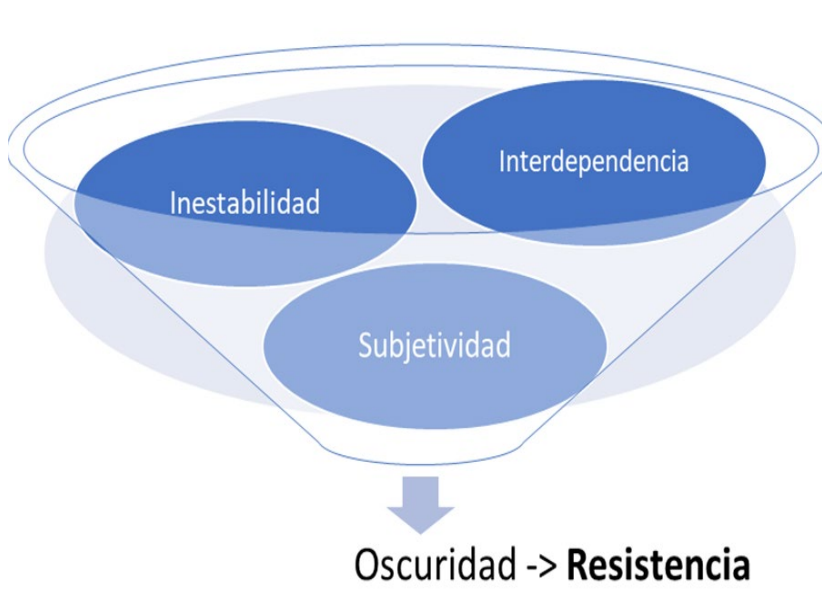 Interdependencia
Inestabilidad
Subjetividad
Oscuridad -> Resistencia